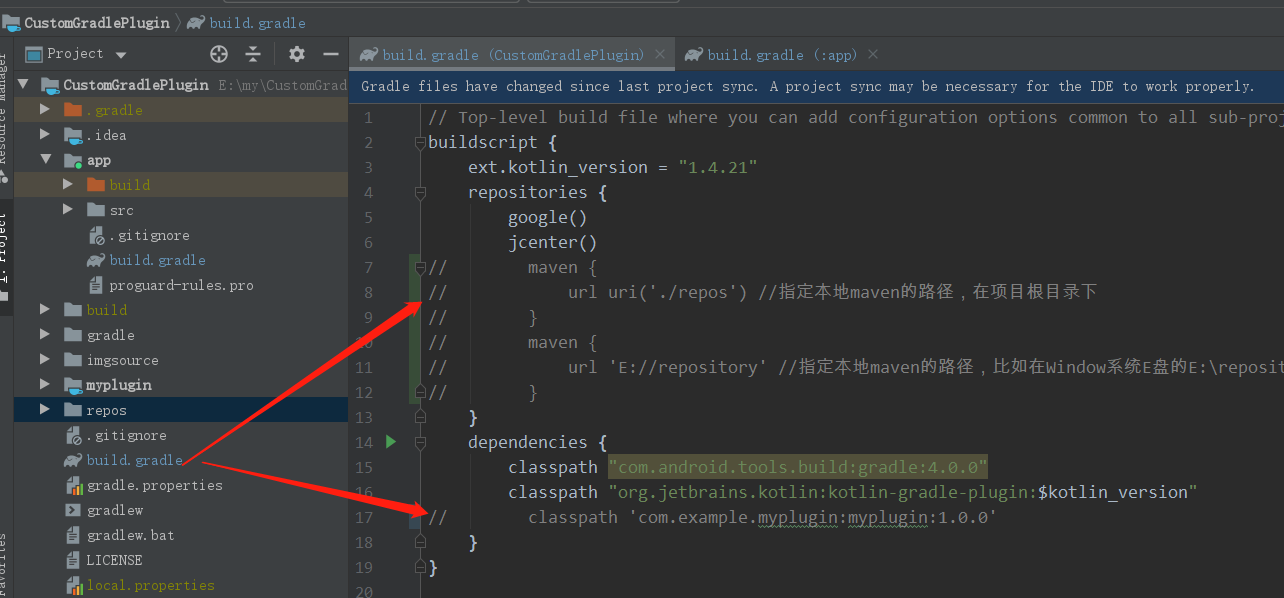 CustomGradlePlugin
build.gradle
Project
build.gradle (CustomGradlePlugin)
build.gradle (:app)
Resource Manager
1: Project
Favorites
CustomGradlePlugin E:\my\CustomGrad
.gradle
.idea
app
build
src
.gitignore
build.gradle
proguard-rules.pro
build
gradle
imgsource
myplugin
repos
.gitignore
build.gradle
gradle.properties
gradlew
gradlew.bat
LICENSE
local.properties
Gradle files have changed since last project sync. A project sync may be necessary for the IDE to work properly.
1 // Top-level build file where you can add configuration options common to all sub-proj
2 buildscript {
3 ext.kotlin_version = "1.4.21"
4 repositories {
5 google()
6 jcenter()
7 // maven {
8 // url uri('./repos') //指定本地maven的路径，在项目根目录下
9 // }
10 // maven {
11 // url 'E://repository' //指定本地maven的路径，比如在Window系统E盘的E:\reposit
12 // }
13 }
14 dependencies {
15 classpath "com.android.tools.build:gradle:4.0.0"
16 classpath "org.jetbrains.kotlin:kotlin-gradle-plugin:$kotlin_version"
17 // classpath 'com.example.myplugin:myplugin:1.0.0'
18 }
19 }
20